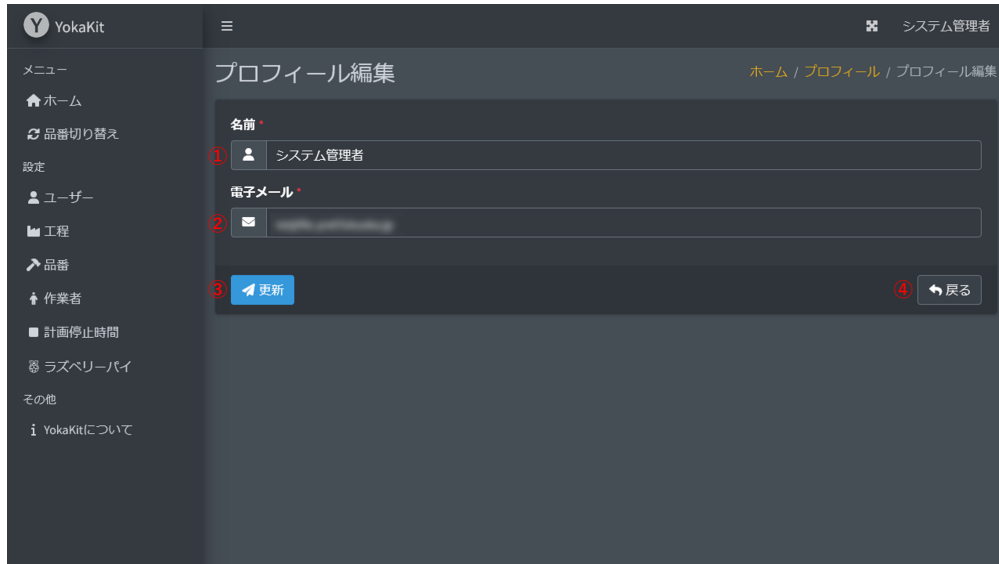 Y YokaKit
システム管理者
メニュー
ホーム
品番切り替え
設定
ユーザー
工程
品番
作業者
計画停止時間
ラズベリーパイ
その他
YokaKitについて
プロフィール編集
ホーム / プロフィール / プロフィール編集
名前 *
① システム管理者
電子メール *
②
③ 更新
④ 戻る